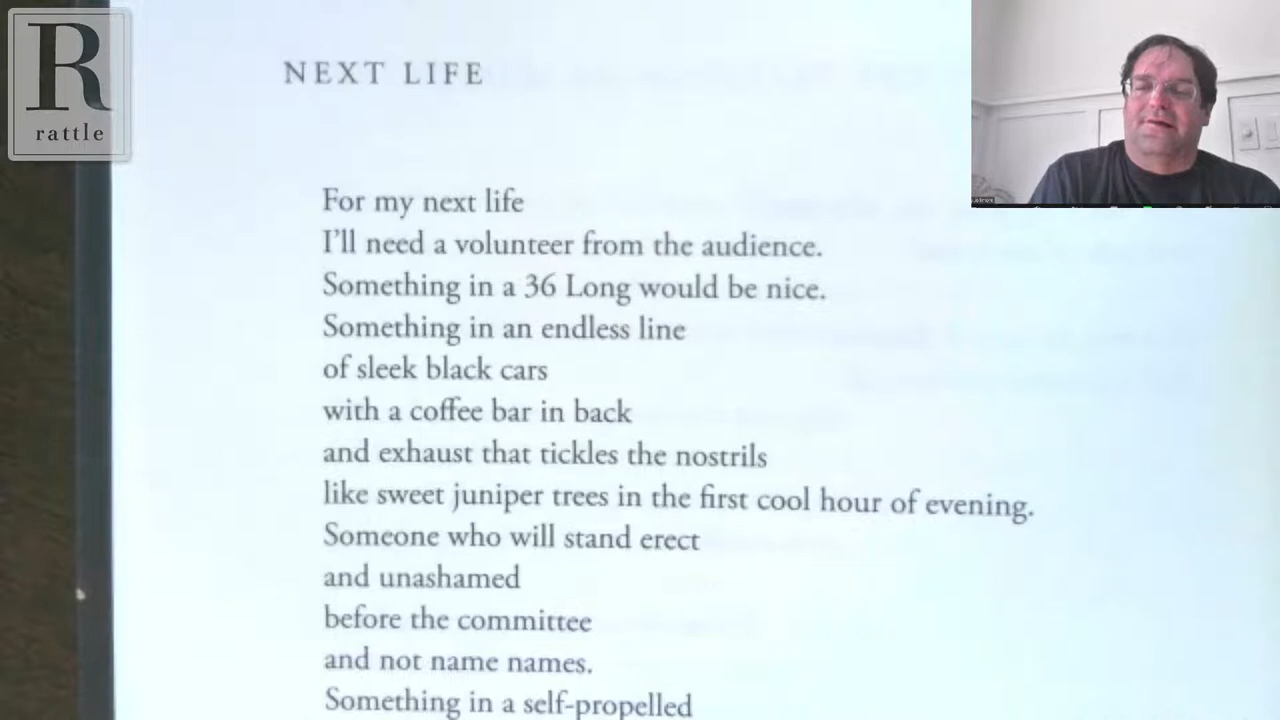 R
rattle
NEXT LIFE
For my next life
I'll need a volunteer from the audience.
Something in a 36 Long would be nice.
Something in an endless line
of sleek black cars
with a coffee bar in back
and exhaust that tickles the nostrils
like sweet juniper trees in the first cool hour of evening.
Someone who will stand erect
and unashamed
before the committee
and not name names.
Something in a self-propelled